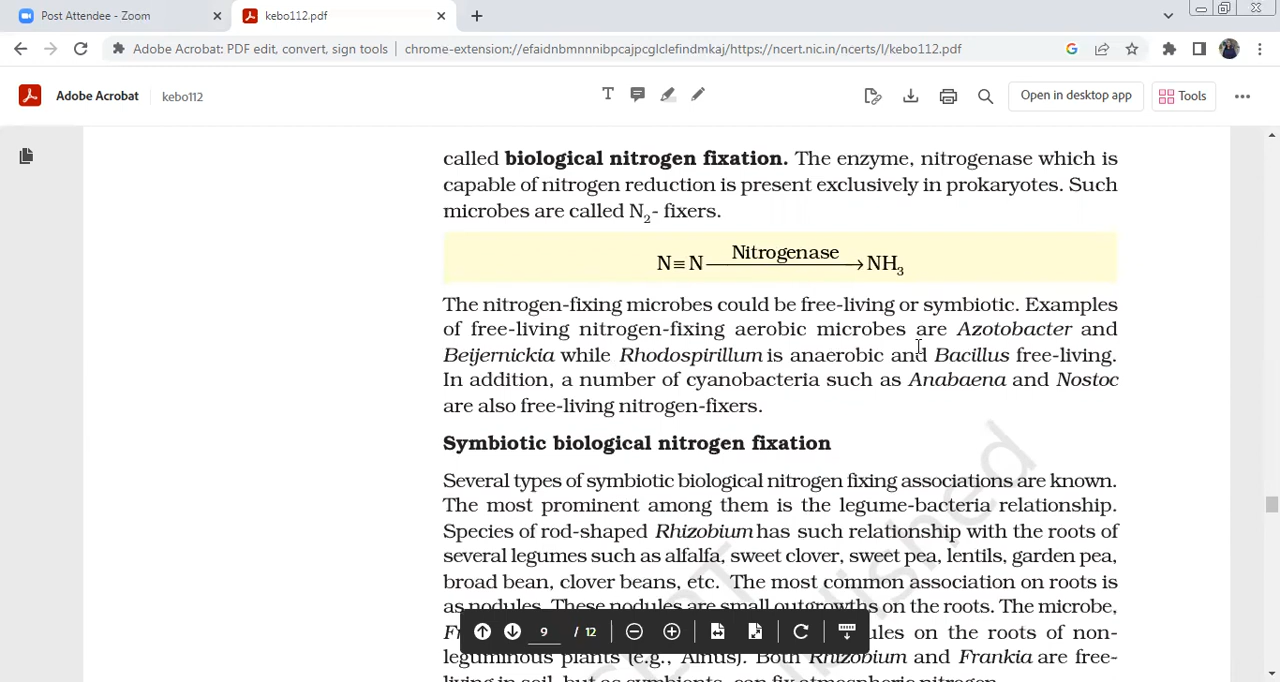 Post Attendee - Zoom
kebo112.pdf
Adobe Acrobat: PDF edit, convert, sign tools | chrome-extension://efaidnbmnnnibpcajpcglclefindmkaj/https://ncert.nic.in/ncerts/l/kebo112.pdf
Adobe Acrobat kebo112 Open in desktop app Tools
called biological nitrogen fixation. The enzyme, nitrogenase which is
capable of nitrogen reduction is present exclusively in prokaryotes. Such
microbes are called N2- fixers.
Nitrogenase
N≡N⟶NH3
The nitrogen-fixing microbes could be free-living or symbiotic. Examples
of free-living nitrogen-fixing aerobic microbes are Azotobacter and
Beijernickia while Rhodospirillum is anaerobic and Bacillus free-living.
In addition, a number of cyanobacteria such as Anabaena and Nostoc
are also free-living nitrogen-fixers.
Symbiotic biological nitrogen fixation
Several types of symbiotic biological nitrogen fixing associations are known.
The most prominent among them is the legume-bacteria relationship.
Species of rod-shaped Rhizobium has such relationship with the roots of
several legumes such as alfalfa, sweet clover, sweet pea, lentils, garden pea,
broad bean, clover beans, etc. The most common association on roots is
as nodules. These nodules are small outgrowths on the roots. The microbe,
9 / 12
on the roots of non-
leguminous plants (e.g., Alnus). Both Rhizobium and Frankia are free-
living in soil, but as symbionts, can fix atmospheric nitrogen.